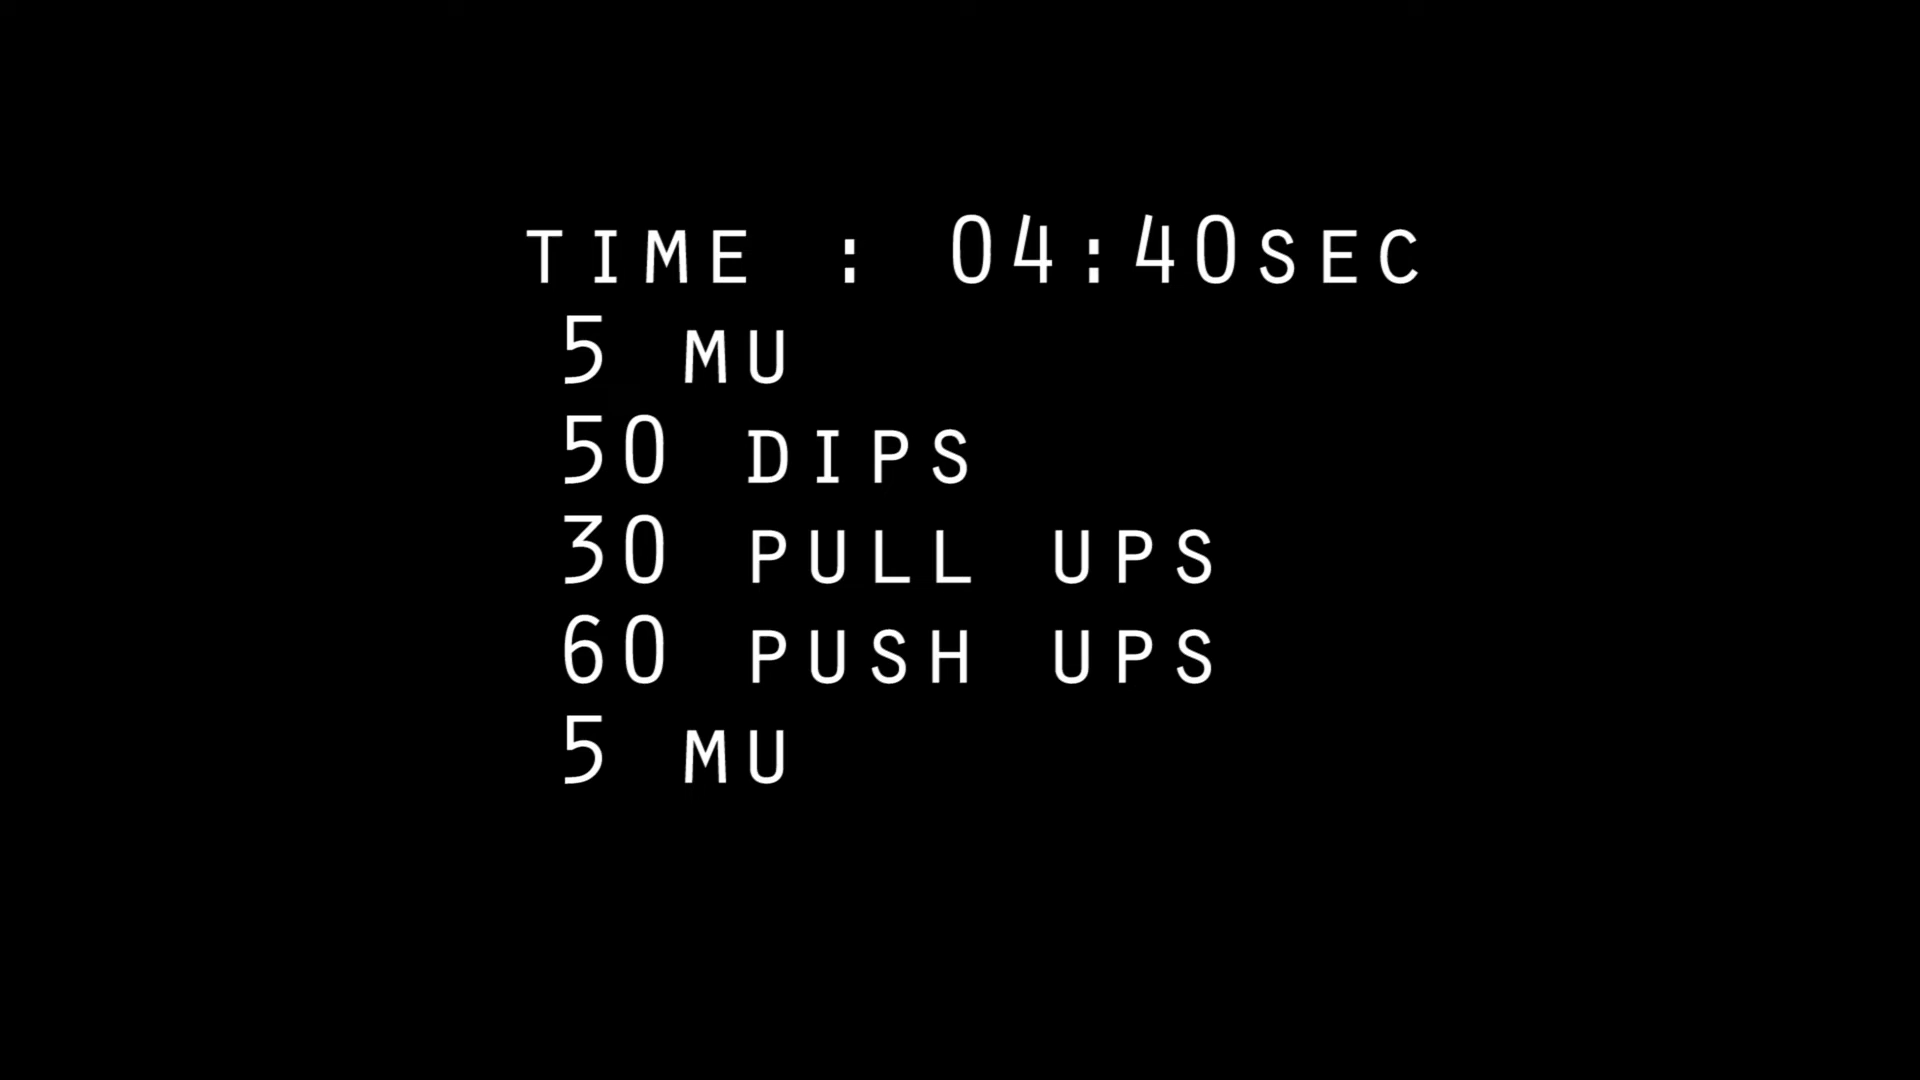 TIME : 04:40SEC
5 MU
50 DIPS
30 PULL UPS
60 PUSH UPS
5 MU